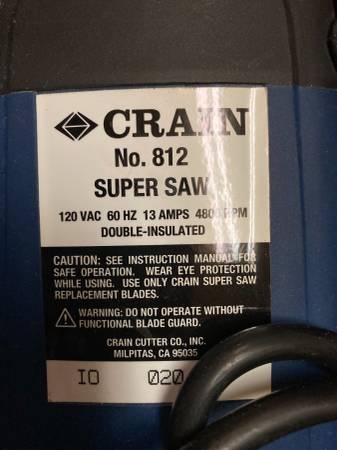 CRAIN
No. 812
SUPER SAW
120 VAC 60 HZ 13 AMPS 4800 RPM
DOUBLE-INSULATED
CAUTION: SEE INSTRUCTION MANUAL FOR
SAFE OPERATION. WEAR EYE PROTECTION
WHILE USING. USE ONLY CRAIN SUPER SAW
REPLACEMENT BLADES.
WARNING: DO NOT OPERATE WITHOUT
FUNCTIONAL BLADE GUARD.
CRAIN CUTTER CO., INC.
MILPITAS, CA 95035
IO 020